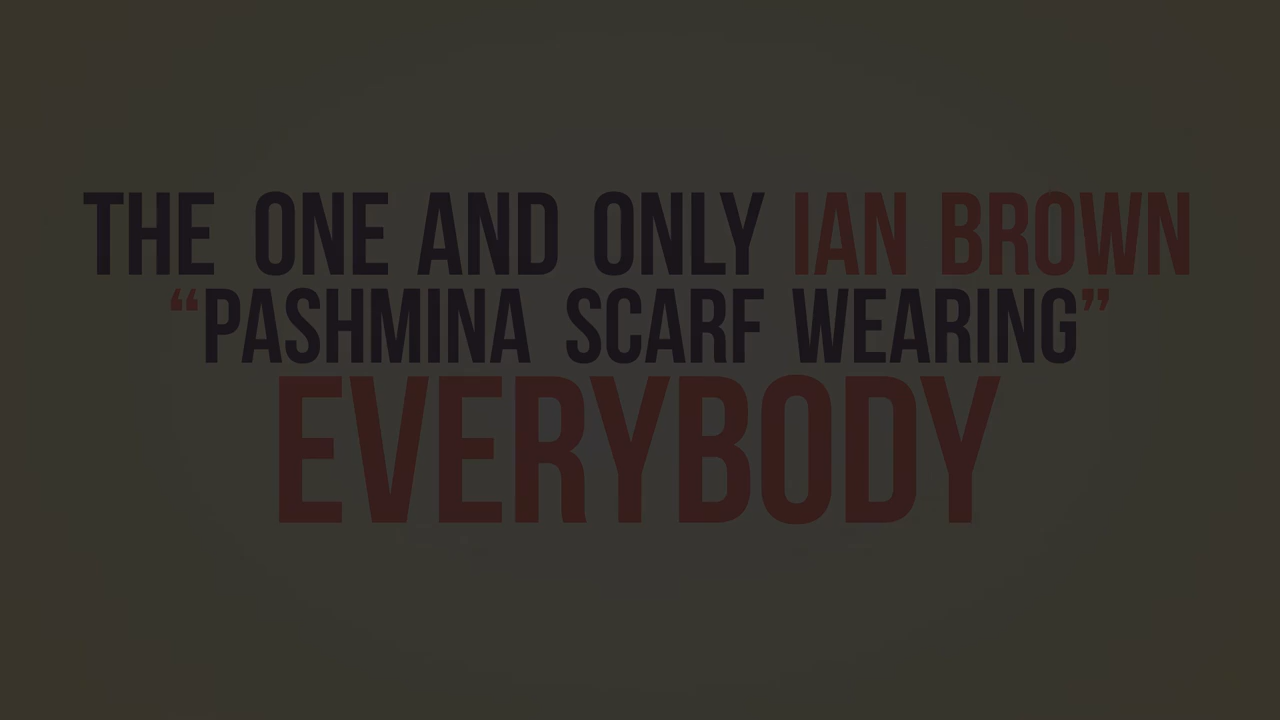 THE ONE AND ONLY IAN BROWN
“PASHMINA SCARF WEARING”
EVERYBODY